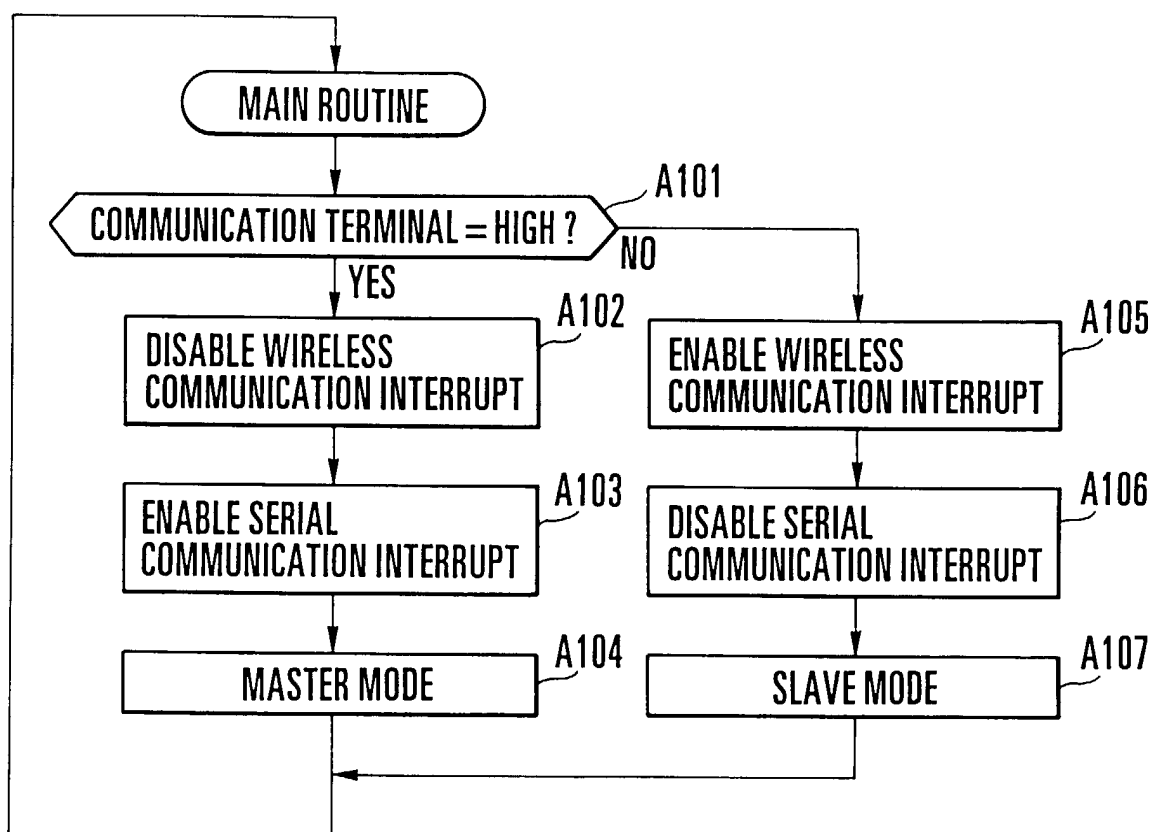 MAIN ROUTINE
A101
COMMUNICATION TERMINAL = HIGH ?
NO
YES
A102
DISABLE WIRELESS
COMMUNICATION INTERRUPT
A103
ENABLE SERIAL
COMMUNICATION INTERRUPT
A104
MASTER MODE
A105
ENABLE WIRELESS
COMMUNICATION INTERRUPT
A106
DISABLE SERIAL
COMMUNICATION INTERRUPT
A107
SLAVE MODE